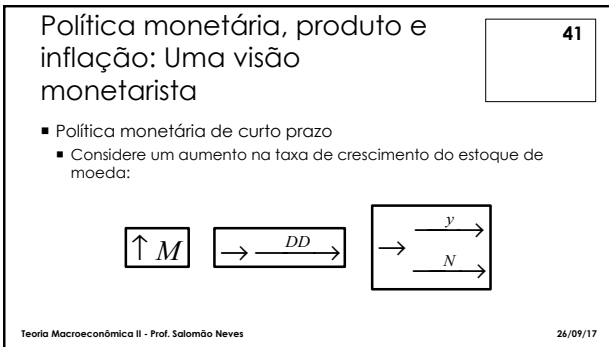 Política monetária, produto e
inflação: Uma visão
monetarista
41
▪ Política monetária de curto prazo
▪ Considere um aumento na taxa de crescimento do estoque de
moeda:
↑ M
→ DD →
→ y →
N →
Teoria Macroeconômica II - Prof. Salomão Neves
26/09/17